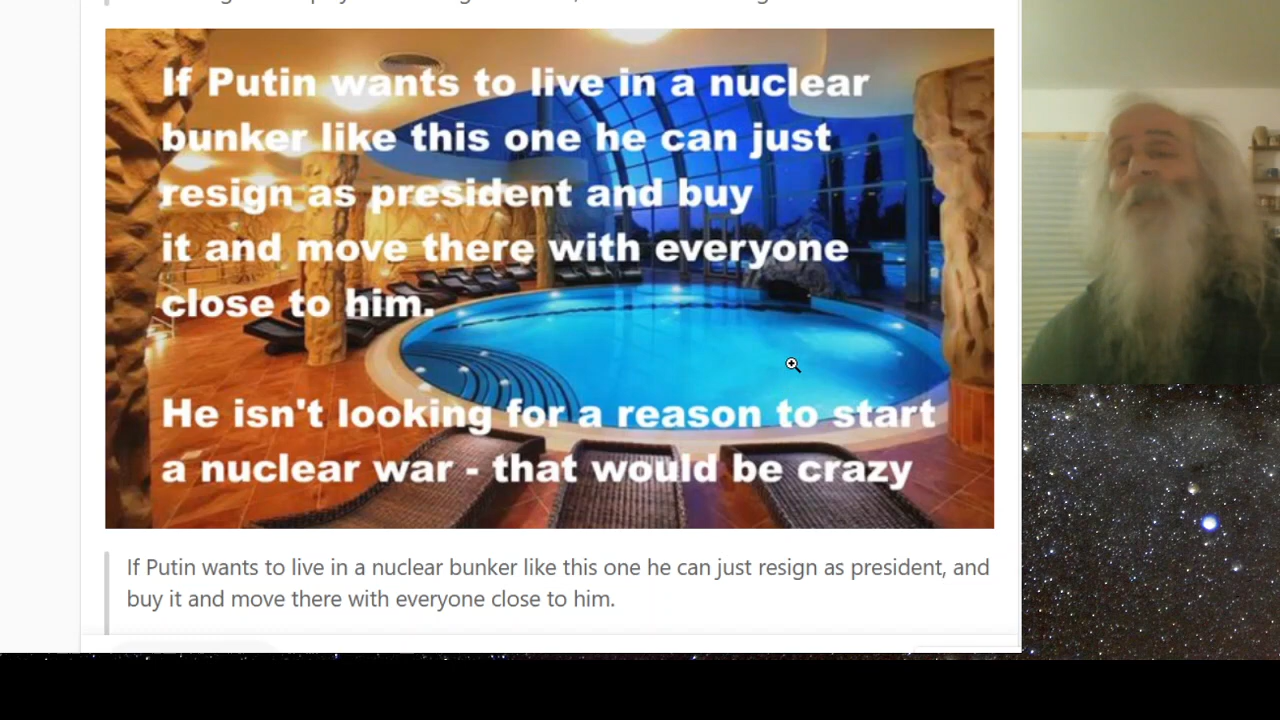 If Putin wants to live in a nuclear
bunker like this one he can just
resign as president and buy
it and move there with everyone
close to him.
He isn't looking for a reason to start
a nuclear war - that would be crazy
If Putin wants to live in a nuclear bunker like this one he can just resign as president, and
buy it and move there with everyone close to him.